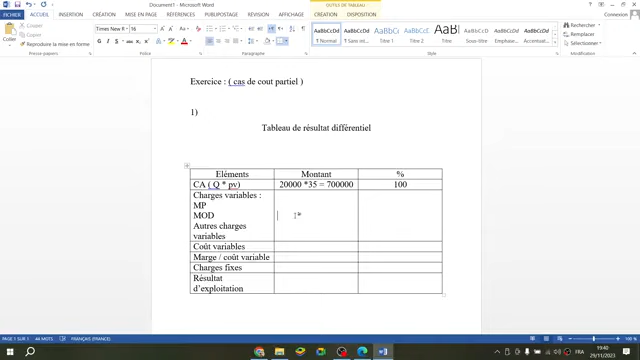 Document1 - Microsoft Word
OUTILS DE TABLEAU
FICHIER ACCUEIL INSERTION CRÉATION MISE EN PAGE RÉFÉRENCES PUBLIPOSTAGE RÉVISION AFFICHAGE CRÉATION DISPOSITION Connexion
Coller
Couper
Copier
Reproduire la mise en forme
Presse-papiers
Times New R 16
Police
Paragraphe
AaBbCcDd AaBbCcDd AaBbCc AaBbCcD AaB AaBbCcD AaBbCcDd AaBbCcDd
1 Normal Sans int... Titre 1 Titre 2 Titre Sous-titre Emphase pâ... Accentuati...
Style
Rechercher
Remplacer
Sélectionner
Modification
Exercice : ( cas de cout partiel )
1)
Tableau de résultat différentiel
Eléments Montant %
CA ( Q * pv) 20000 *35 = 700000 100
Charges variables :
MP
MOD
Autres charges
variables
Coût variables
Marge / coût variable
Charges fixes
Résultat
d'exploitation
PAGE 1 SUR 1 44 MOTS FRANÇAIS (FRANCE) 100 %
FRA
19:40
29/11/2023